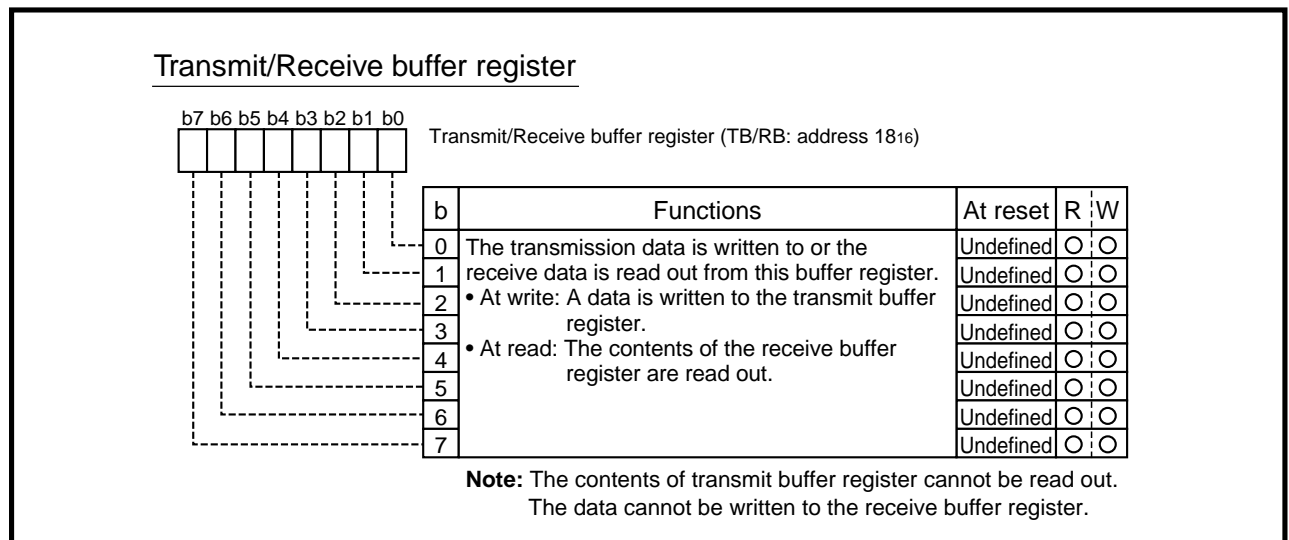 Transmit/Receive buffer register
b7 b6 b5 b4 b3 b2 b1 b0
Transmit/Receive buffer register (TB/RB: address 1816)
b Functions At reset R W
0 The transmission data is written to or the Undefined O O
1 receive data is read out from this buffer register. Undefined O O
2 • At write: A data is written to the transmit buffer Undefined O O
3 register. Undefined O O
4 • At read: The contents of the receive buffer Undefined O O
5 register are read out. Undefined O O
6 Undefined O O
7 Undefined O O
Note: The contents of transmit buffer register cannot be read out.
The data cannot be written to the receive buffer register.